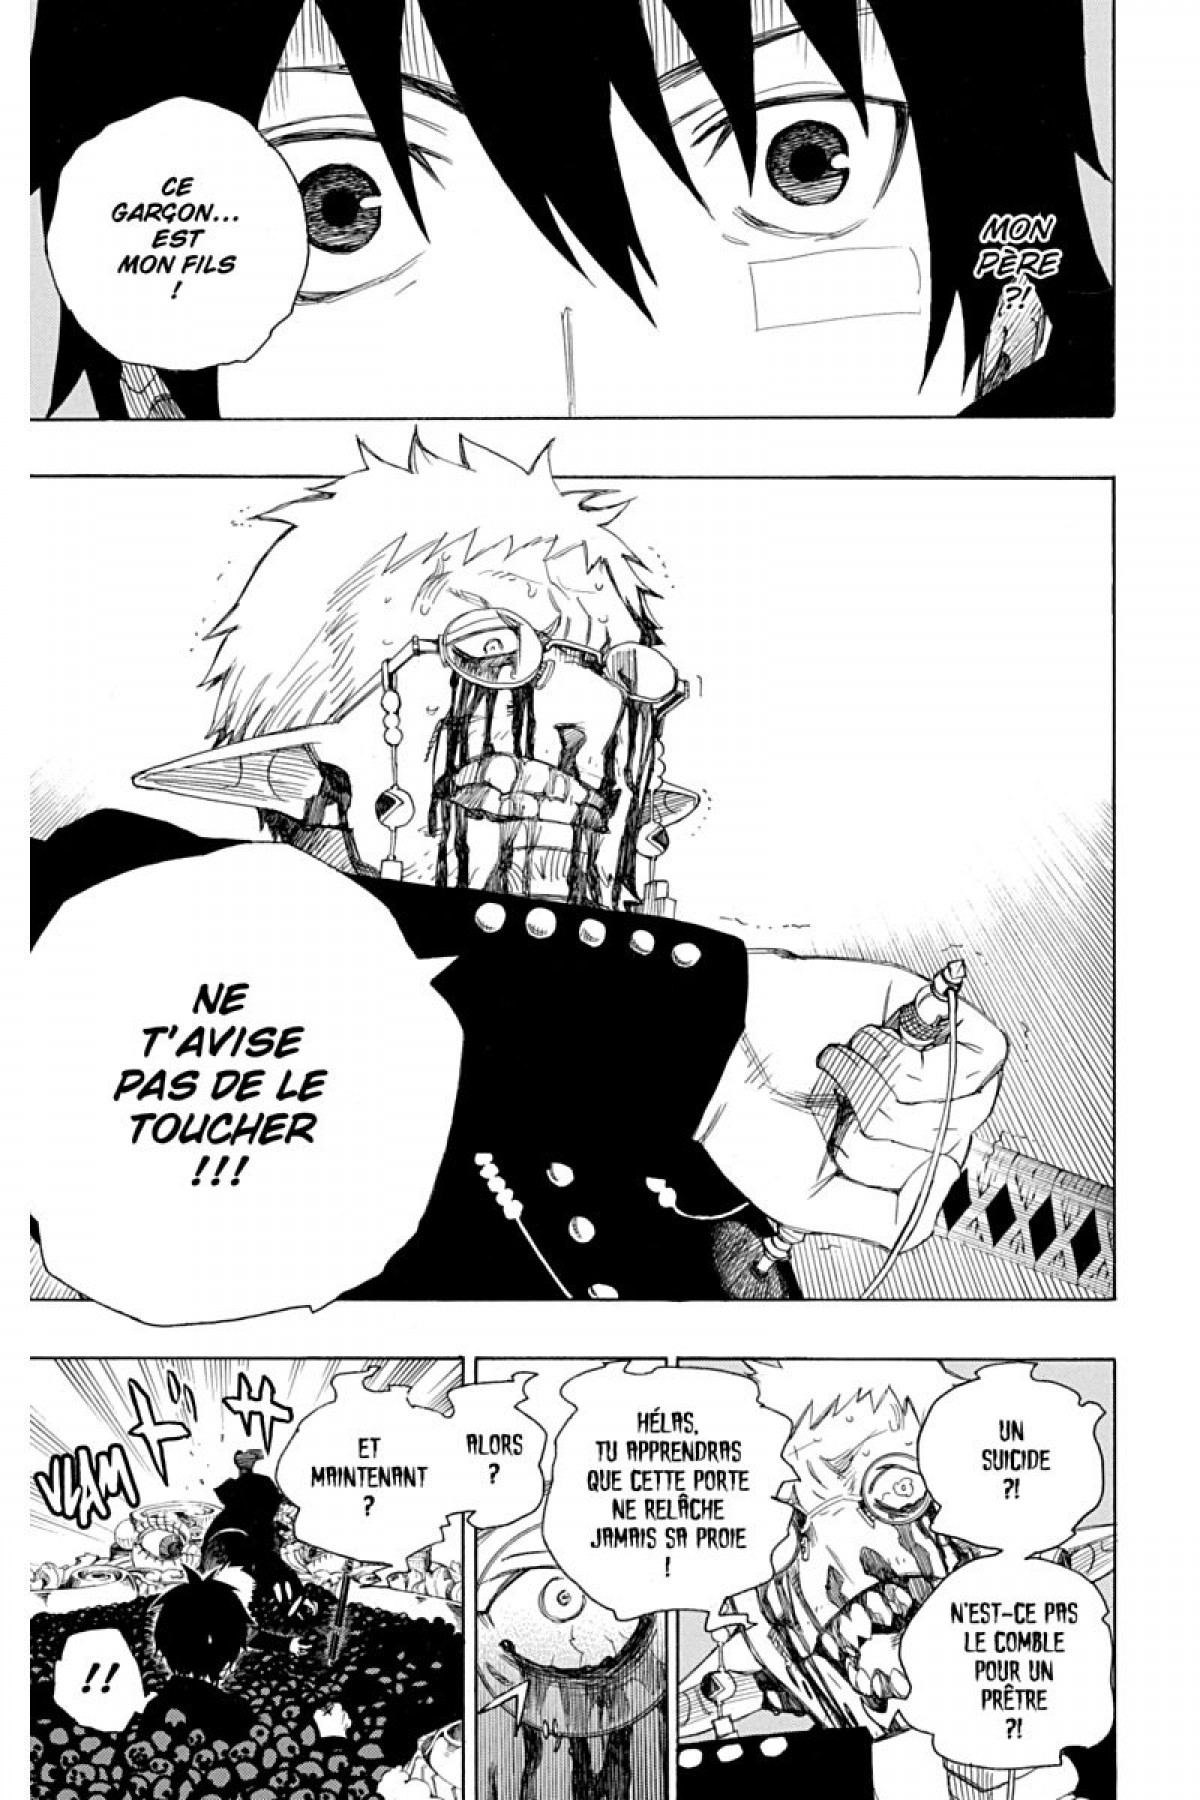 MON
PÈRE
?!
CE
GARÇON...
EST
MON FILS
!
NE
T'AVISE
PAS DE LE
TOUCHER
!!!
UN
SUICIDE
?!
N'EST-CE PAS
LE COMBLE
POUR UN
PRÊTRE
?!
HÉLAS,
TU APPRENDRAS
QUE CETTE PORTE
NE RELÂCHE
JAMAIS SA PROIE
!
ALORS
?
ET
MAINTENANT
?
VLAM
!!